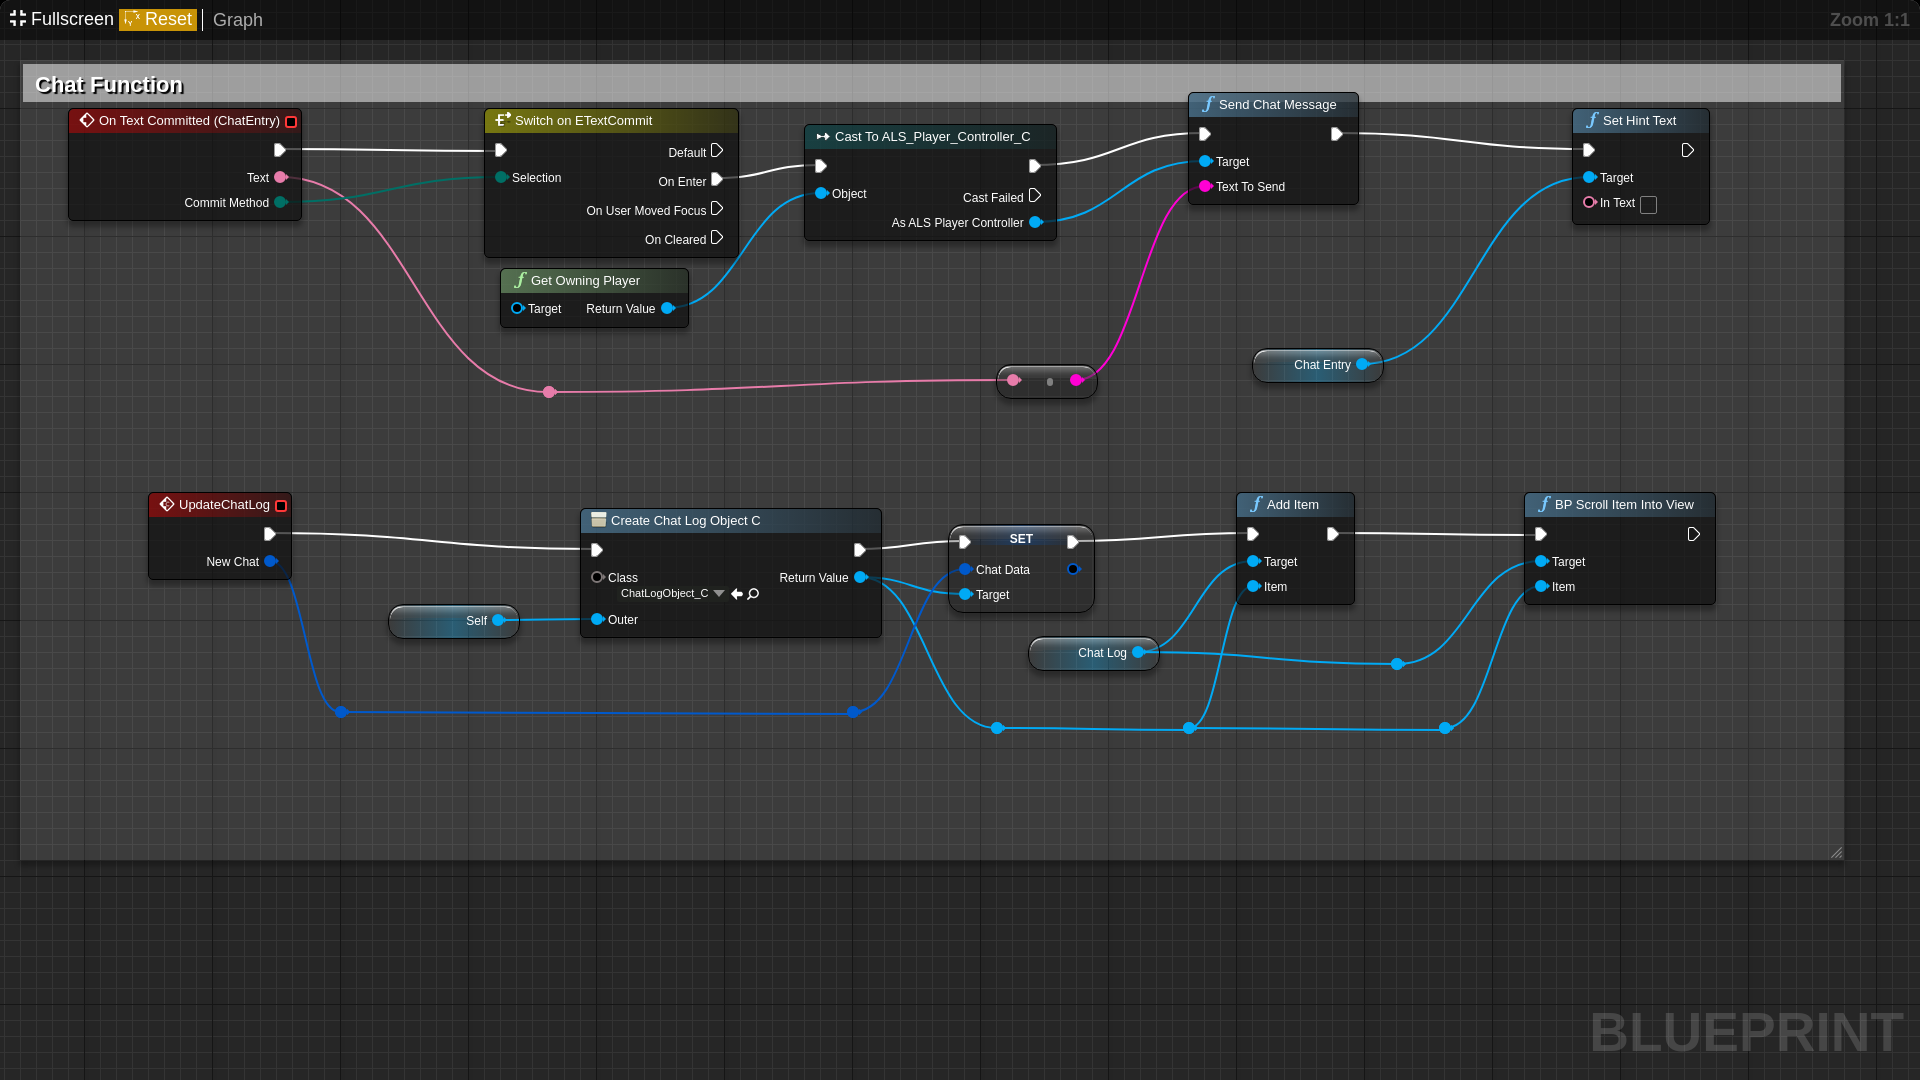 Fullscreen Reset Graph Zoom 1:1
Chat Function
On Text Committed (ChatEntry)
Text
Commit Method
Switch on ETextCommit
Default
Selection
On Enter
On User Moved Focus
On Cleared
Get Owning Player
Target Return Value
Cast To ALS_Player_Controller_C
Object
Cast Failed
As ALS Player Controller
Send Chat Message
Target
Text To Send
Set Hint Text
Target
In Text
Chat Entry
UpdateChatLog
New Chat
Self
Create Chat Log Object C
Class
ChatLogObject_C
Return Value
Outer
SET
Chat Data
Target
Chat Log
Add Item
Target
Item
BP Scroll Item Into View
Target
Item
BLUEPRINT